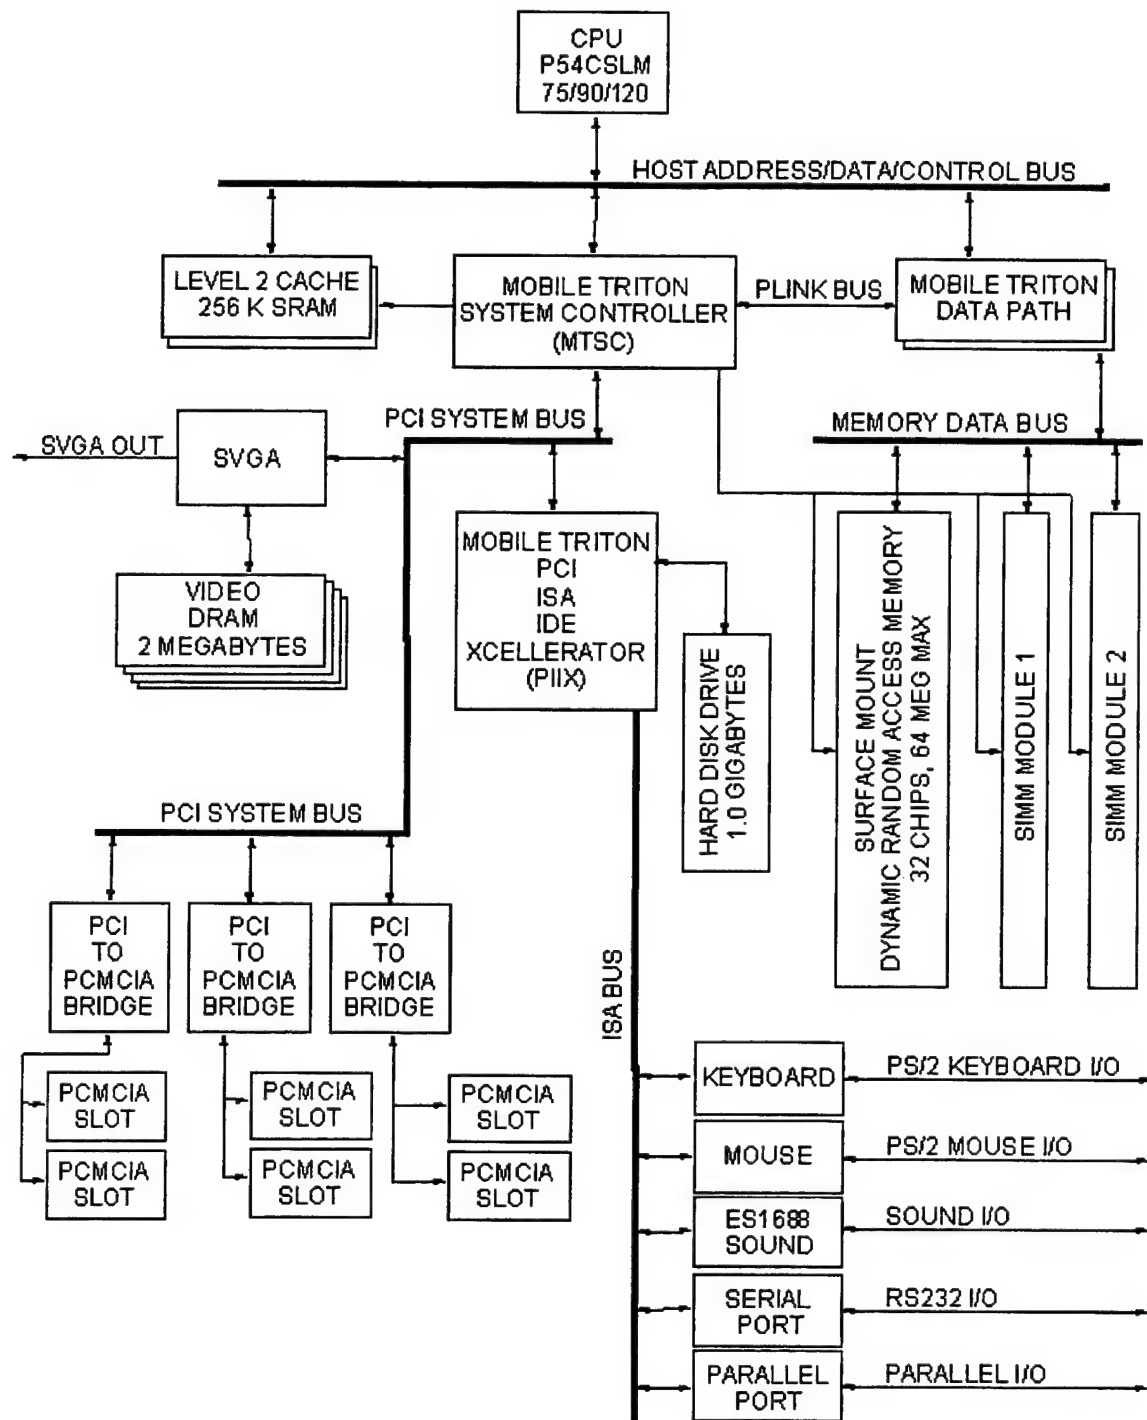 CPU
P54CSLM
75/90/120
HOST ADDRESS/DATA/CONTROL BUS
LEVEL 2 CACHE
256 K SRAM
MOBILE TRITON
SYSTEM CONTROLLER
(MTSC)
PLINK BUS
MOBILE TRITON
DATA PATH
PCI SYSTEM BUS
MEMORY DATA BUS
SVGA OUT
SVGA
MOBILE TRITON
PCI
ISA
IDE
XCELLERATOR
(PIIX)
VIDEO
DRAM
2 MEGABYTES
HARD DISK DRIVE
1.0 GIGABYTES
SURFACE MOUNT
DYNAMIC RANDOM ACCESS MEMORY
32 CHIPS, 64 MEG MAX
SIMM MODULE 1
SIMM MODULE 2
PCI SYSTEM BUS
PCI
TO
PCMCIA
BRIDGE
PCI
TO
PCMCIA
BRIDGE
PCI
TO
PCMCIA
BRIDGE
ISA BUS
PCMCIA
SLOT
PCMCIA
SLOT
PCMCIA
SLOT
PCMCIA
SLOT
PCMCIA
SLOT
PCMCIA
SLOT
KEYBOARD
PS/2 KEYBOARD I/O
MOUSE
PS/2 MOUSE I/O
ES1688
SOUND
SOUND I/O
SERIAL
PORT
RS232 I/O
PARALLEL
PORT
PARALLEL I/O